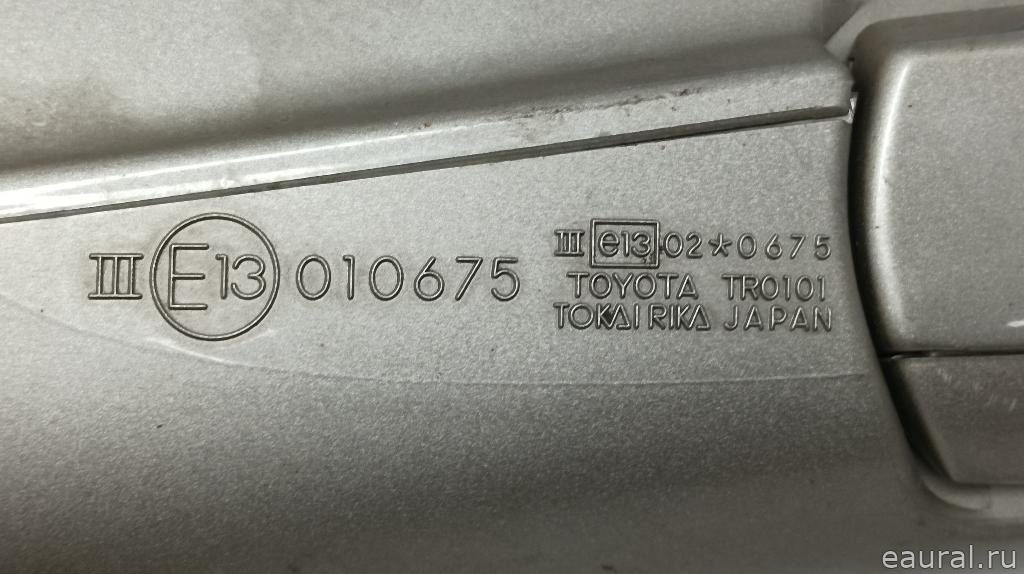 III E13 010675
III e13 02*0675
TOYOTA TR0101
TOKAI RIKA JAPAN
eaural.ru